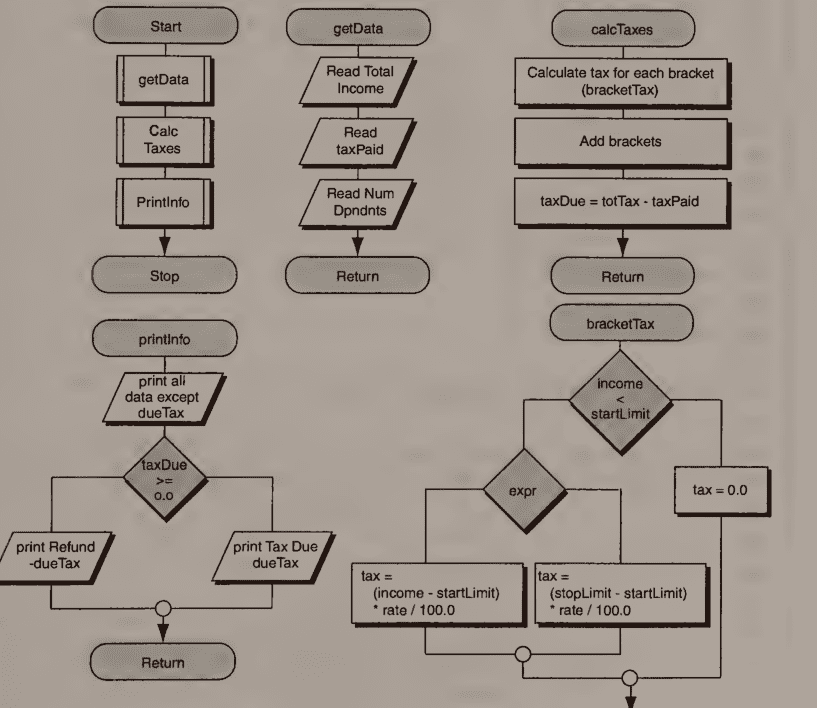 Start
getData
Calc
Taxes
PrintInfo
Stop
getData
Read Total
Income
Read
taxPaid
Read Num
Dpndnts
Return
calcTaxes
Calculate tax for each bracket
(bracketTax)
Add brackets
taxDue = totTax - taxPaid
Return
printInfo
print all
data except
dueTax
taxDue
>=
0.0
print Refund
-dueTax
print Tax Due
dueTax
Return
bracketTax
income
<
startLimit
expr
tax = 0.0
tax =
(income - startLimit)
* rate / 100.0
tax =
(stopLimit - startLimit)
* rate / 100.0